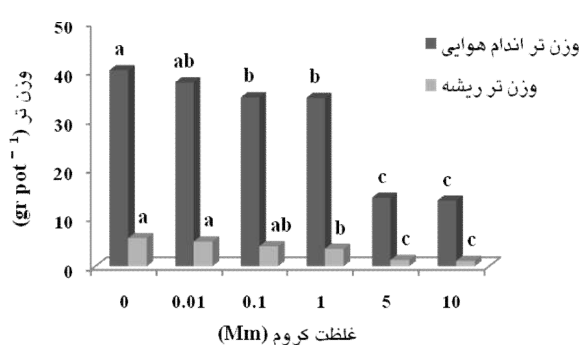 وزن تر اندام هوایی
وزن تر ریشه
وزن تر (gr pot⁻¹)
50
40
30
20
10
0
a
ab
b
b
c
c
a
a
ab
b
c
c
0 0.01 0.1 1 5 10
غلظت کروم (Mm)